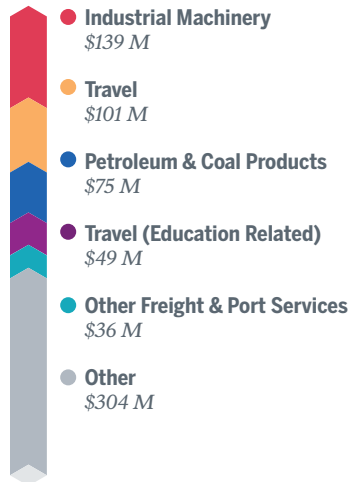 Industrial Machinery
$139 M
Travel
$101 M
Petroleum & Coal Products
$75 M
Travel (Education Related)
$49 M
Other Freight & Port Services
$36 M
Other
$304 M